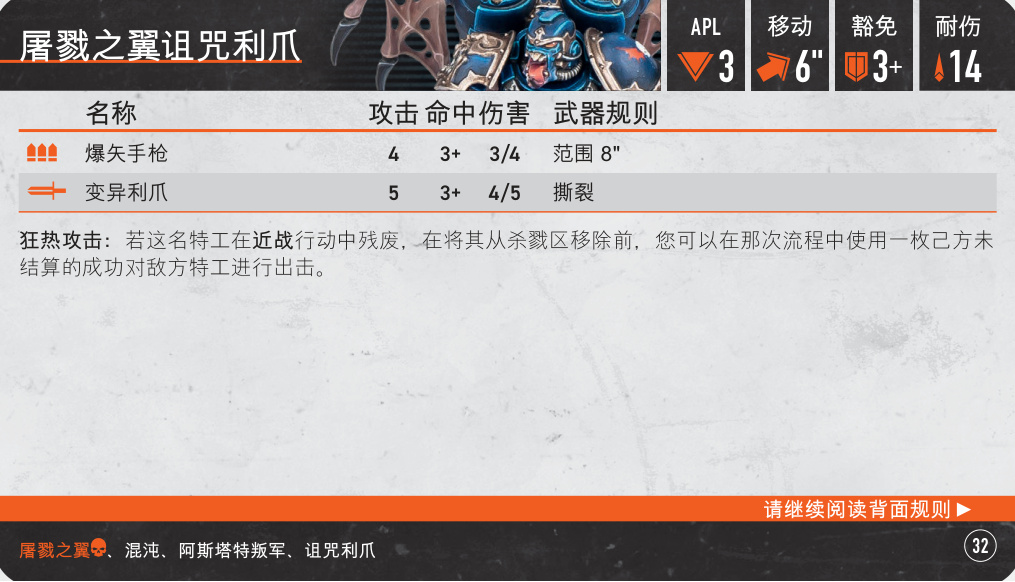 屠戮之翼诅咒利爪
APL 移动 豁免 耐伤
3 6" 3+ 14
名称 攻击 命中 伤害 武器规则
爆矢手枪 4 3+ 3/4 范围 8"
变异利爪 5 3+ 4/5 撕裂
狂热攻击：若这名特工在近战行动中残废，在将其从杀戮区移除前，您可以在那次流程中使用一枚己方未
结算的成功对敌方特工进行出击。
请继续阅读背面规则 ▶
屠戮之翼、混沌、阿斯塔特叛军、诅咒利爪
32